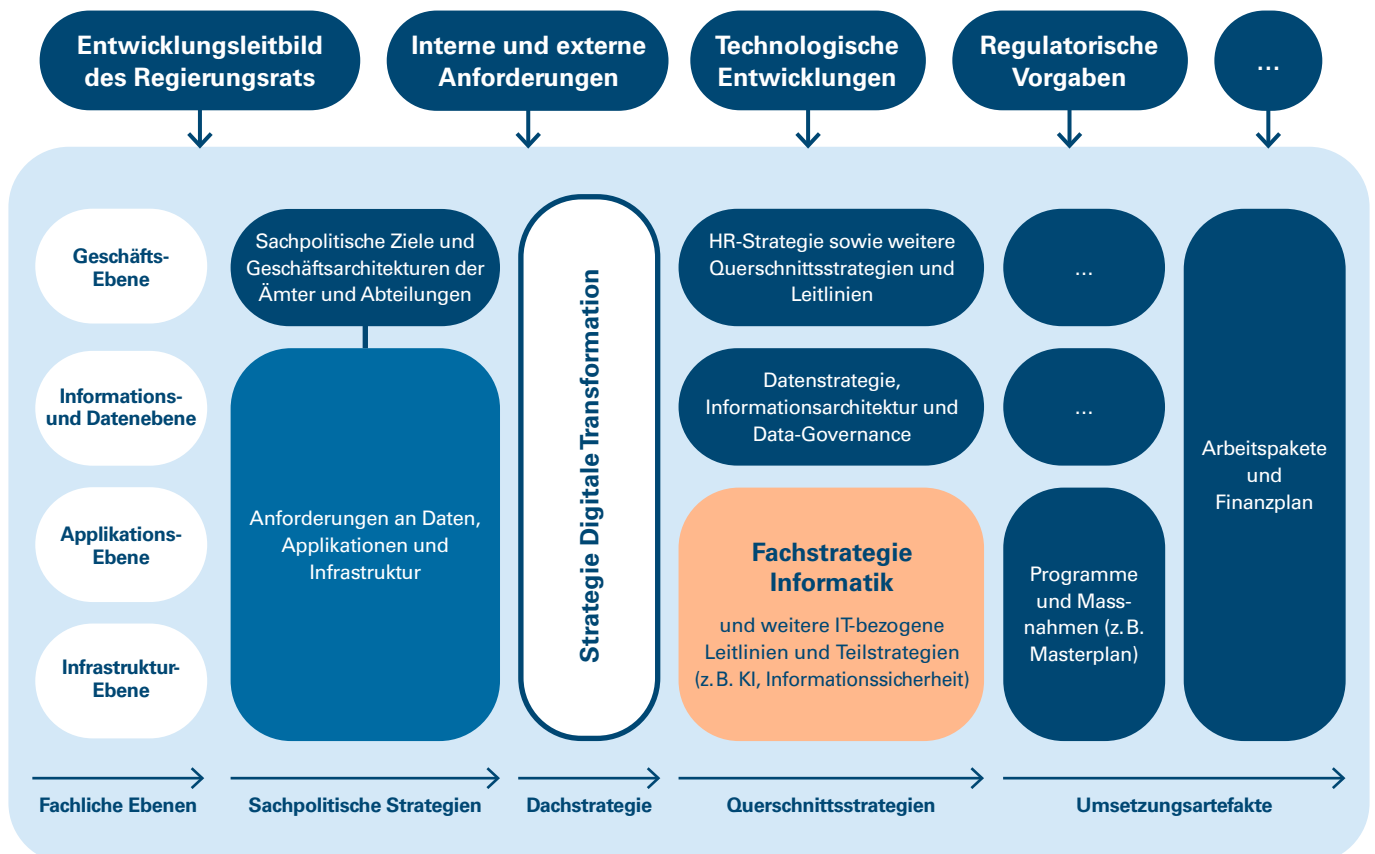 Entwicklungsleitbild
des Regierungsrats
Interne und externe
Anforderungen
Technologische
Entwicklungen
Regulatorische
Vorgaben
...
Geschäfts-
Ebene
Sachpolitische Ziele und
Geschäftsarchitekturen der
Ämter und Abteilungen
Strategie Digitale Transformation
HR-Strategie sowie weitere
Querschnittsstrategien und
Leitlinien
...
Arbeitspakete
und
Finanzplan
Informations-
und Datenebene
Anforderungen an Daten,
Applikationen und
Infrastruktur
Datenstrategie,
Informationsarchitektur und
Data-Governance
...
Applikations-
Ebene
Fachstrategie
Informatik
und weitere IT-bezogene
Leitlinien und Teilstrategien
(z. B. KI, Informationssicherheit)
Programme
und Mass-
nahmen (z. B.
Masterplan)
Infrastruktur-
Ebene
Fachliche Ebenen
Sachpolitische Strategien
Dachstrategie
Querschnittsstrategien
Umsetzungsartefakte